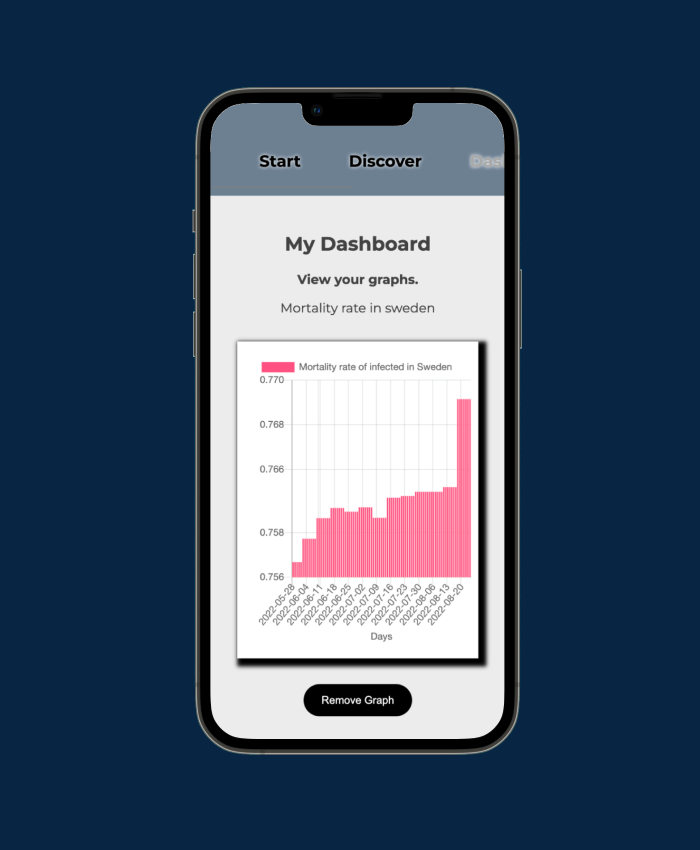 Start Discover
My Dashboard
View your graphs.
Mortality rate in sweden
Mortality rate of infected in Sweden
0.770
0.768
0.766
0.758
0.756
2022-05-28 2022-06-04 2022-06-11 2022-06-18 2022-06-25 2022-07-02 2022-07-09 2022-07-16 2022-07-23 2022-07-30 2022-08-06 2022-08-13 2022-08-20
Days
Remove Graph